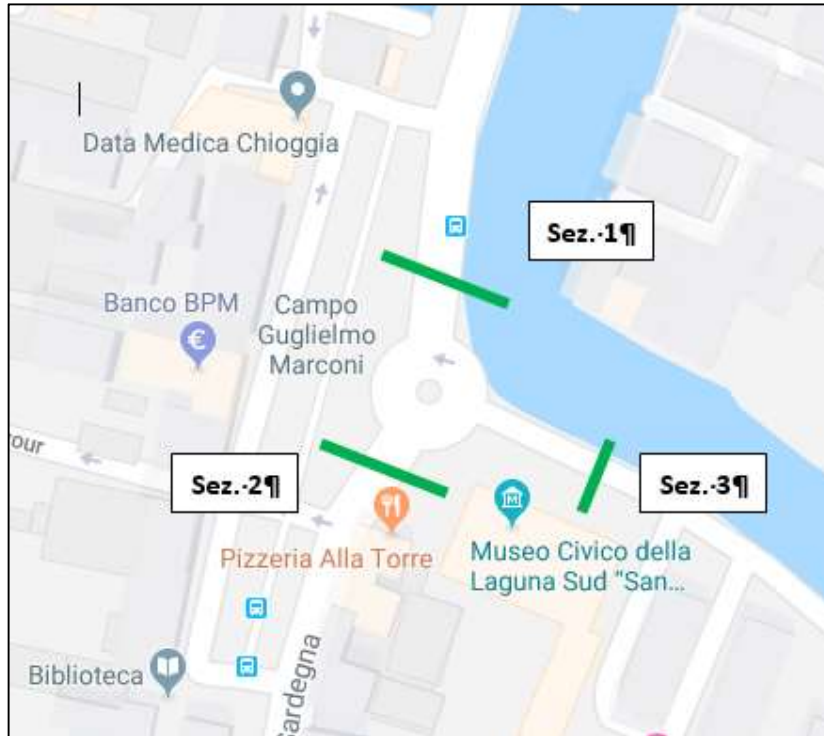 Data Medica Chioggia
Sez.·1¶
Banco BPM
Campo
Guglielmo
Marconi
€
our
Sez.·2¶
Sez.·3¶
Pizzeria Alla Torre
Museo Civico della
Laguna Sud "San...
Biblioteca
Sardegna